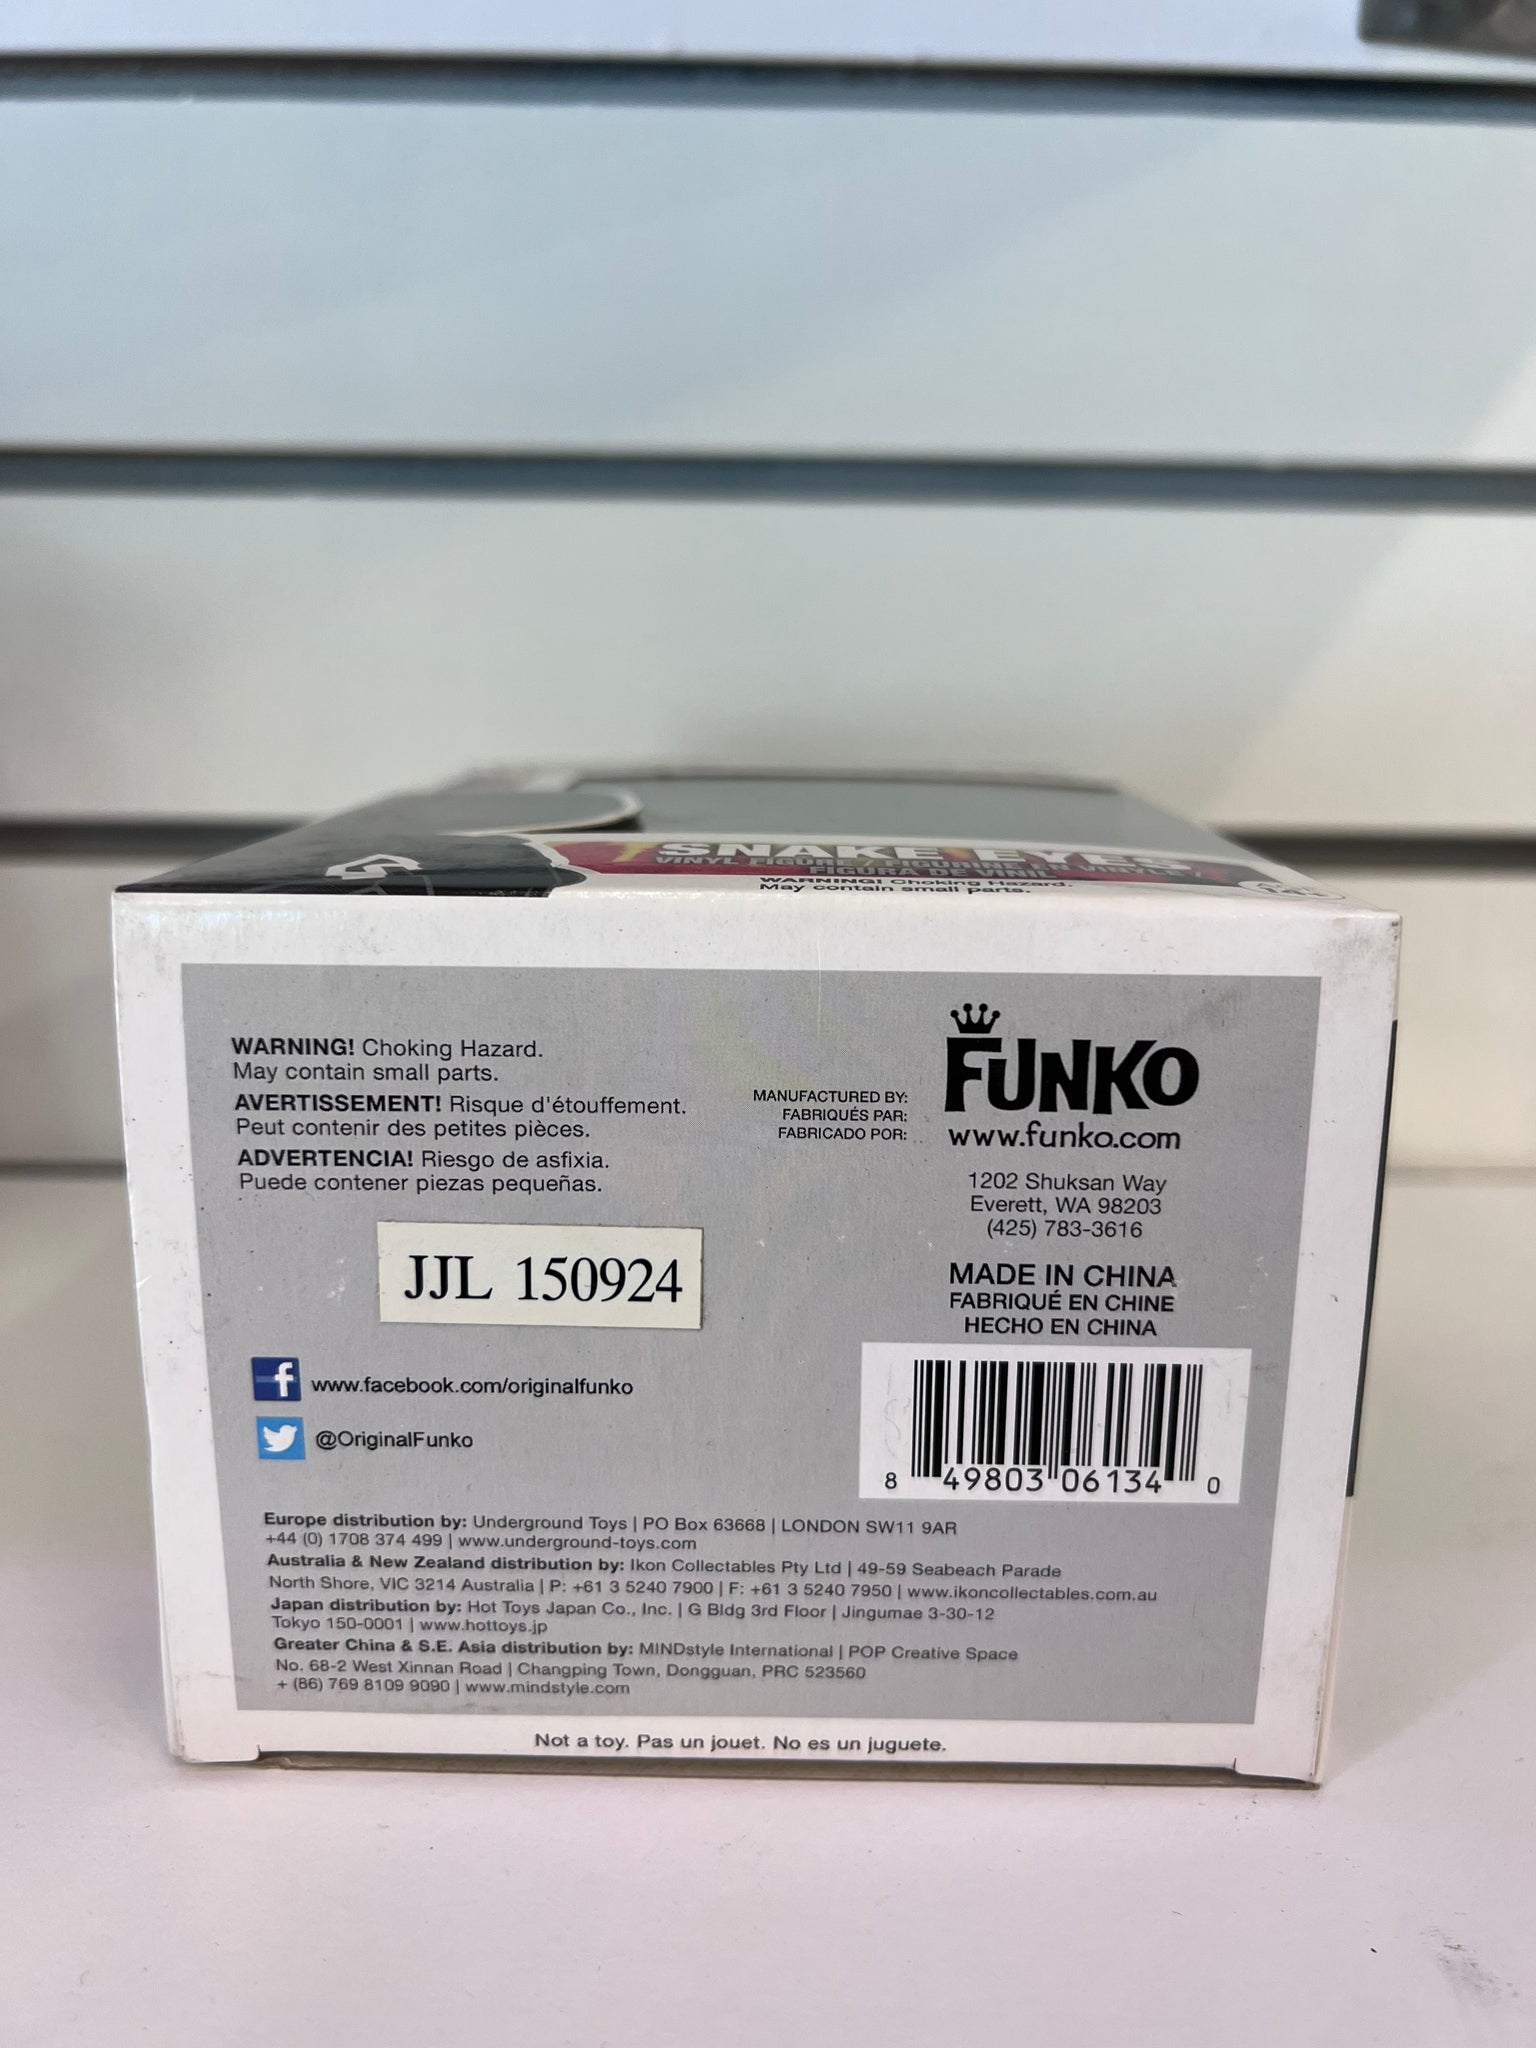 SNAKE EYES
VINYL FIGURE / FIGURINE EN VINYLE /
FIGURA DE VINIL
WARNING! Choking Hazard.
May contain small parts.
WARNING! Choking Hazard.
May contain small parts.
AVERTISSEMENT! Risque d'étouffement.
Peut contenir des petites pièces.
ADVERTENCIA! Riesgo de asfixia.
Puede contener piezas pequeñas.
MANUFACTURED BY:
FABRIQUÉS PAR:
FABRICADO POR:
FUNKO
www.funko.com
1202 Shuksan Way
Everett, WA 98203
(425) 783-3616
MADE IN CHINA
FABRIQUÉ EN CHINE
HECHO EN CHINA
JJL 150924
www.facebook.com/originalfunko
@OriginalFunko
8 49803 06134 0
Europe distribution by: Underground Toys | PO Box 63668 | LONDON SW11 9AR
+44 (0) 1708 374 499 | www.underground-toys.com
Australia & New Zealand distribution by: Ikon Collectables Pty Ltd | 49-59 Seabeach Parade
North Shore, VIC 3214 Australia | P: +61 3 5240 7900 | F: +61 3 5240 7950 | www.ikoncollectables.com.au
Japan distribution by: Hot Toys Japan Co., Inc. | G Bldg 3rd Floor | Jingumae 3-30-12
Tokyo 150-0001 | www.hottoys.jp
Greater China & S.E. Asia distribution by: MINDstyle International | POP Creative Space
No. 68-2 West Xinnan Road | Changping Town, Dongguan, PRC 523560
+ (86) 769 8109 9090 | www.mindstyle.com
Not a toy. Pas un jouet. No es un juguete.